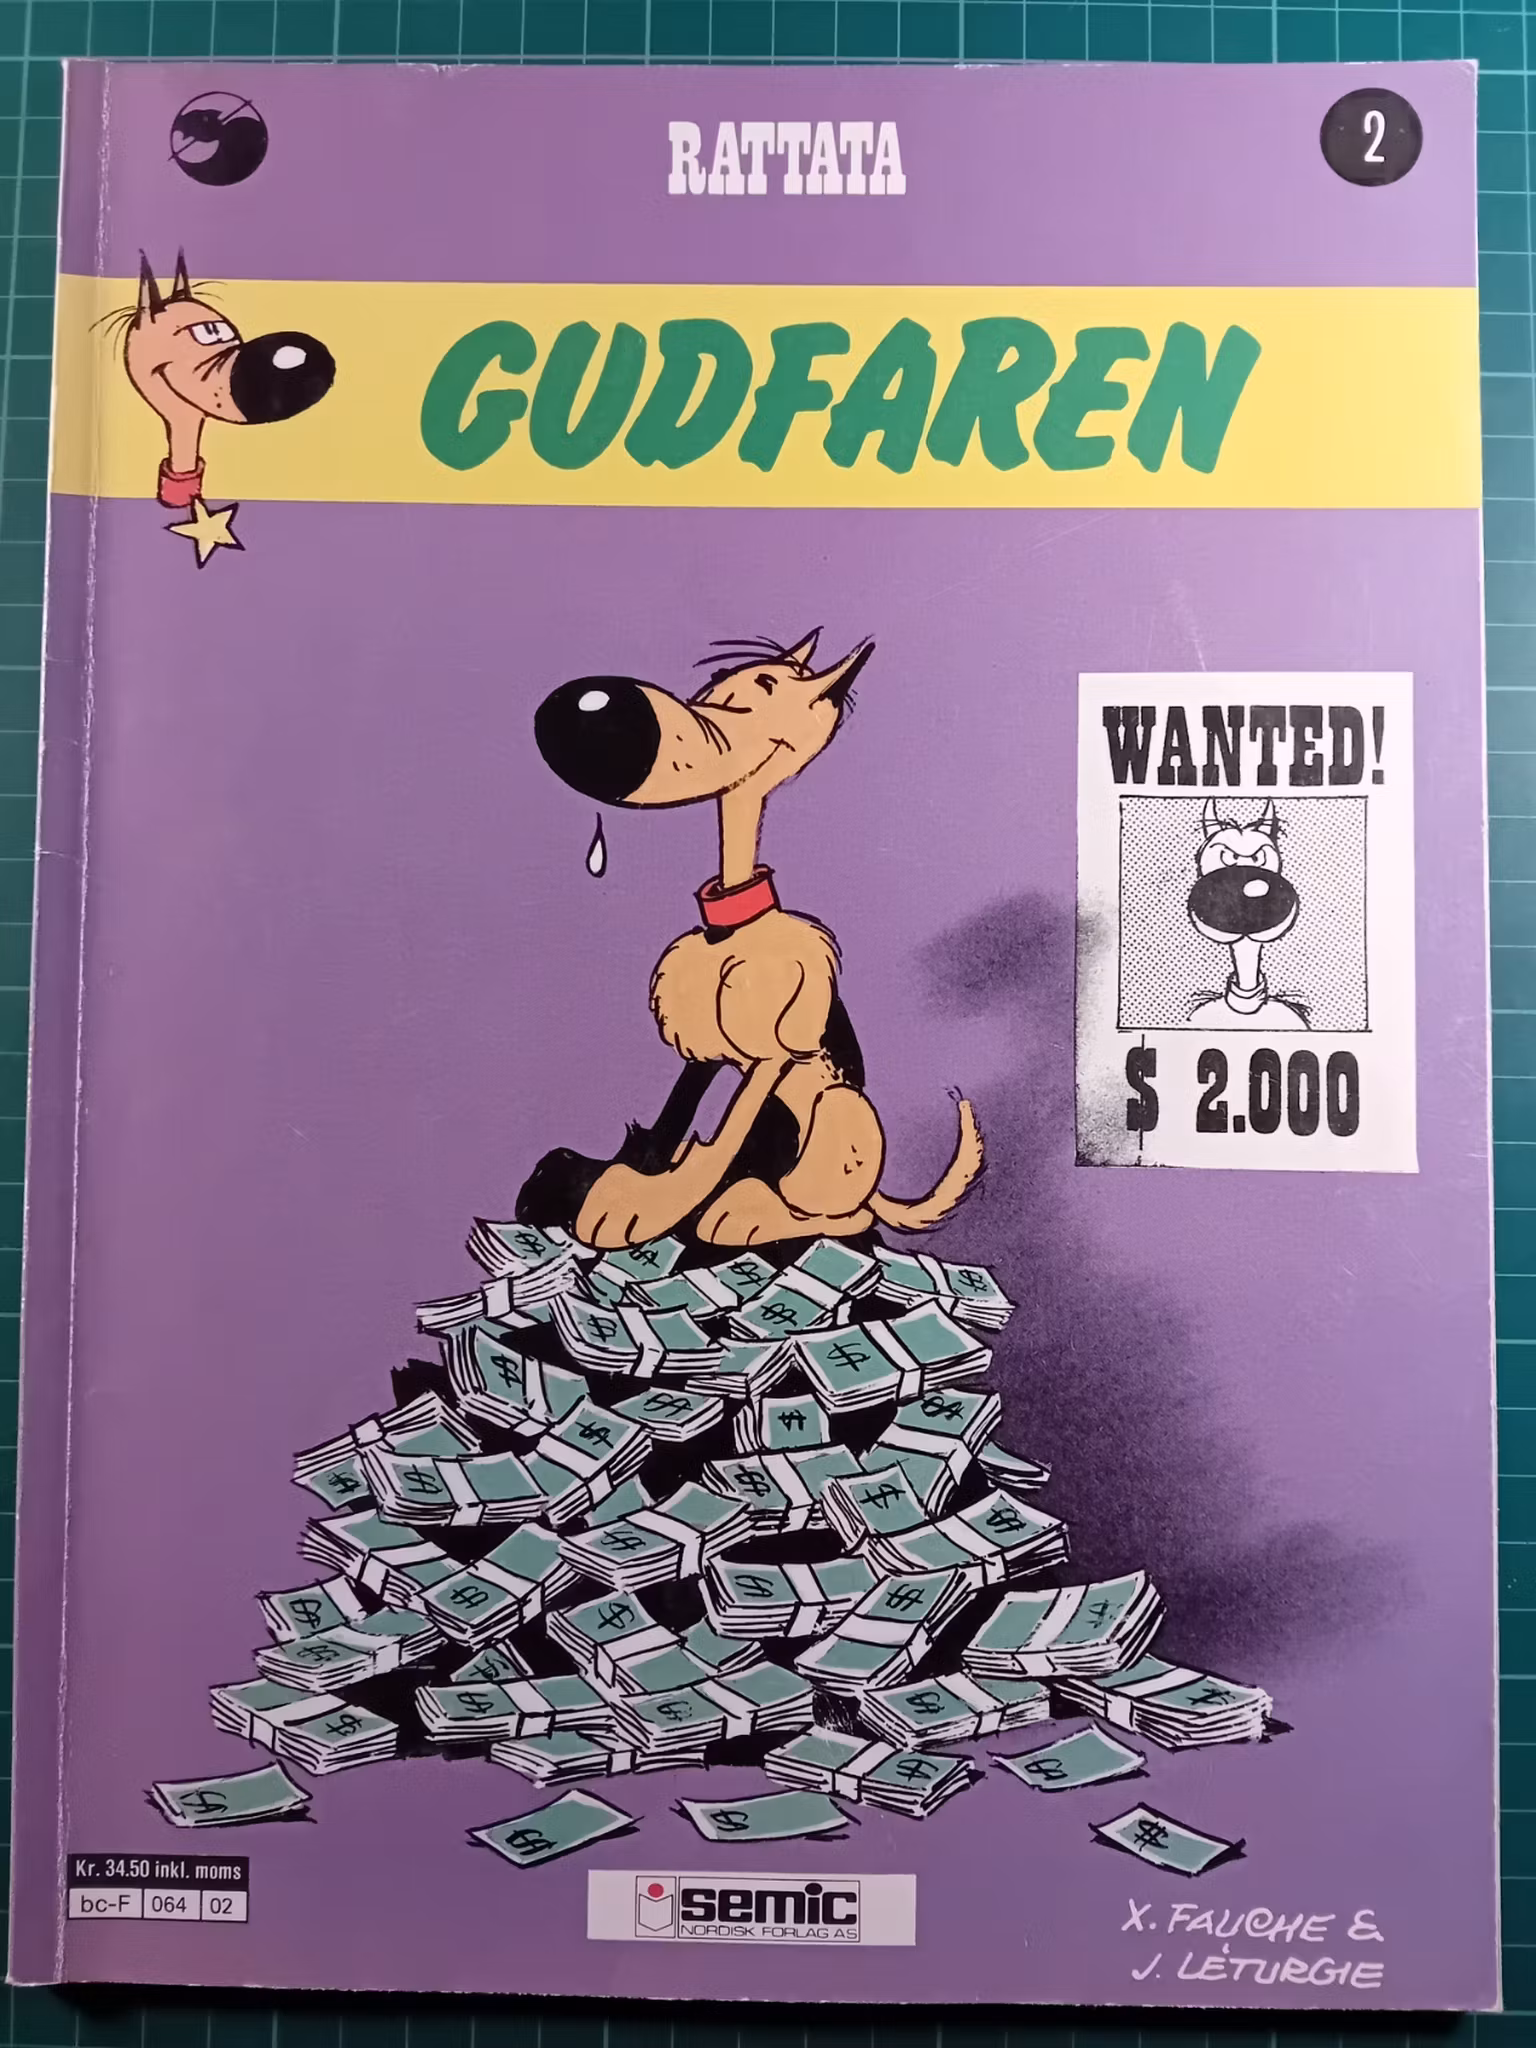 RATTATA
2
GUDFAREN
WANTED!
$ 2.000
Kr. 34.50 inkl. moms
bc-F 064 02
semic
NORDISK FORLAG AS
X. FAUCHE &
J. LÉTURGIE